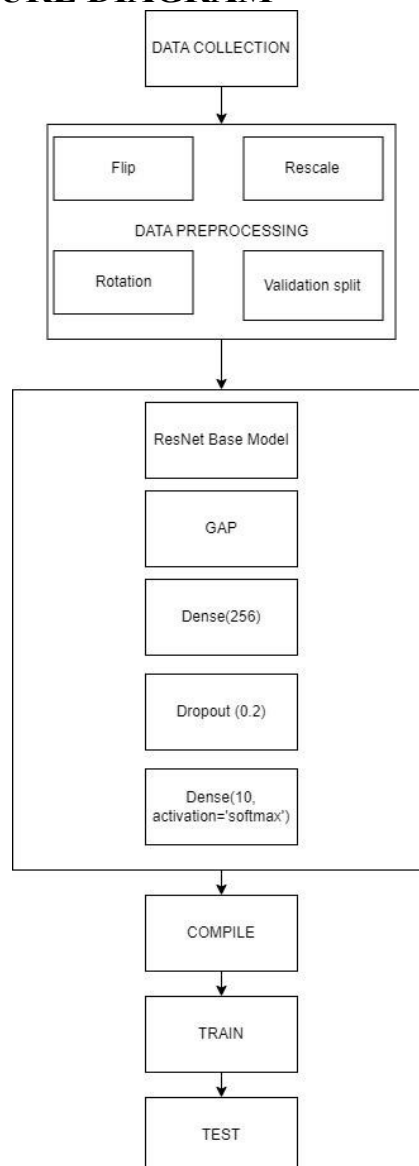 URE DIAGRAM
DATA COLLECTION
Flip
Rescale
DATA PREPROCESSING
Rotation
Validation split
ResNet Base Model
GAP
Dense(256)
Dropout (0.2)
Dense(10,
activation='softmax')
COMPILE
TRAIN
TEST